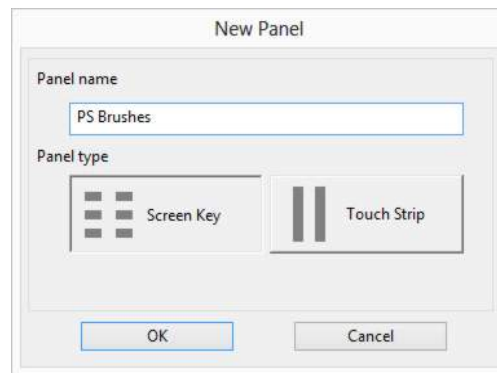 New Panel
Panel name
PS Brushes
Panel type
Screen Key
Touch Strip
OK
Cancel